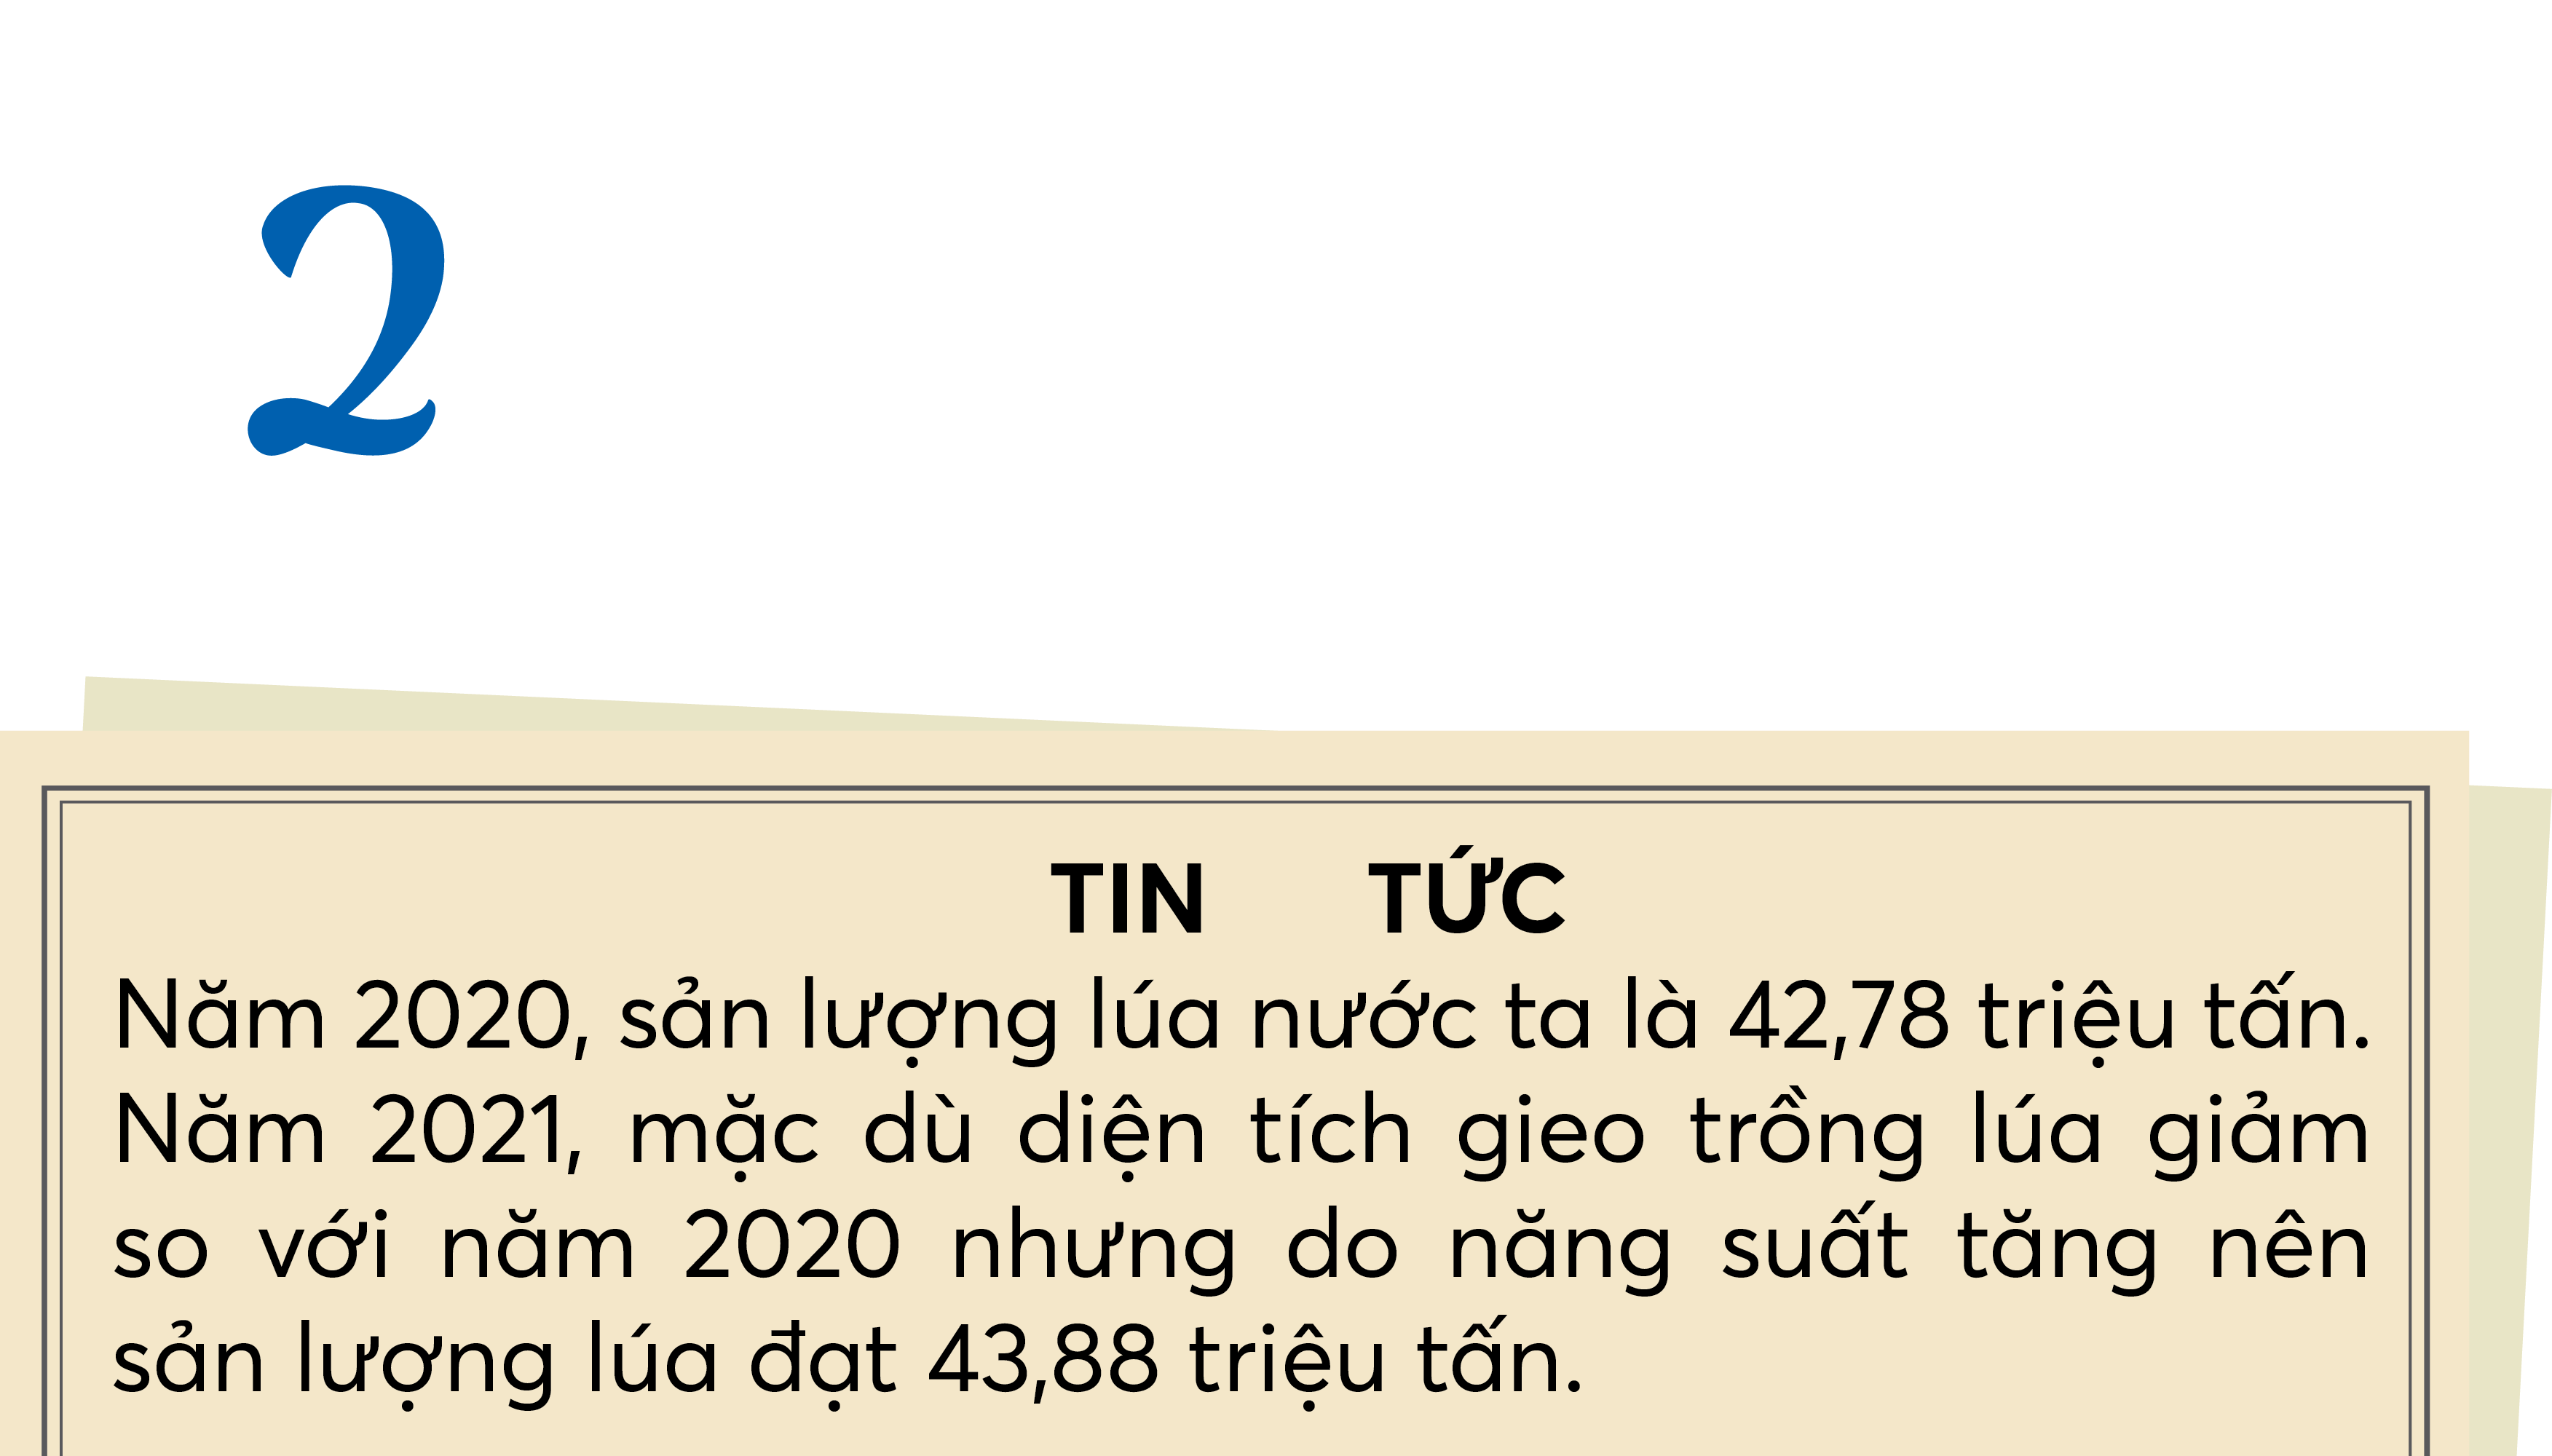 2
TIN TỨC
Năm 2020, sản lượng lúa nước ta là 42,78 triệu tấn.
Năm 2021, mặc dù diện tích gieo trồng lúa giảm
so với năm 2020 nhưng do năng suất tăng nên
sản lượng lúa đạt 43,88 triệu tấn.